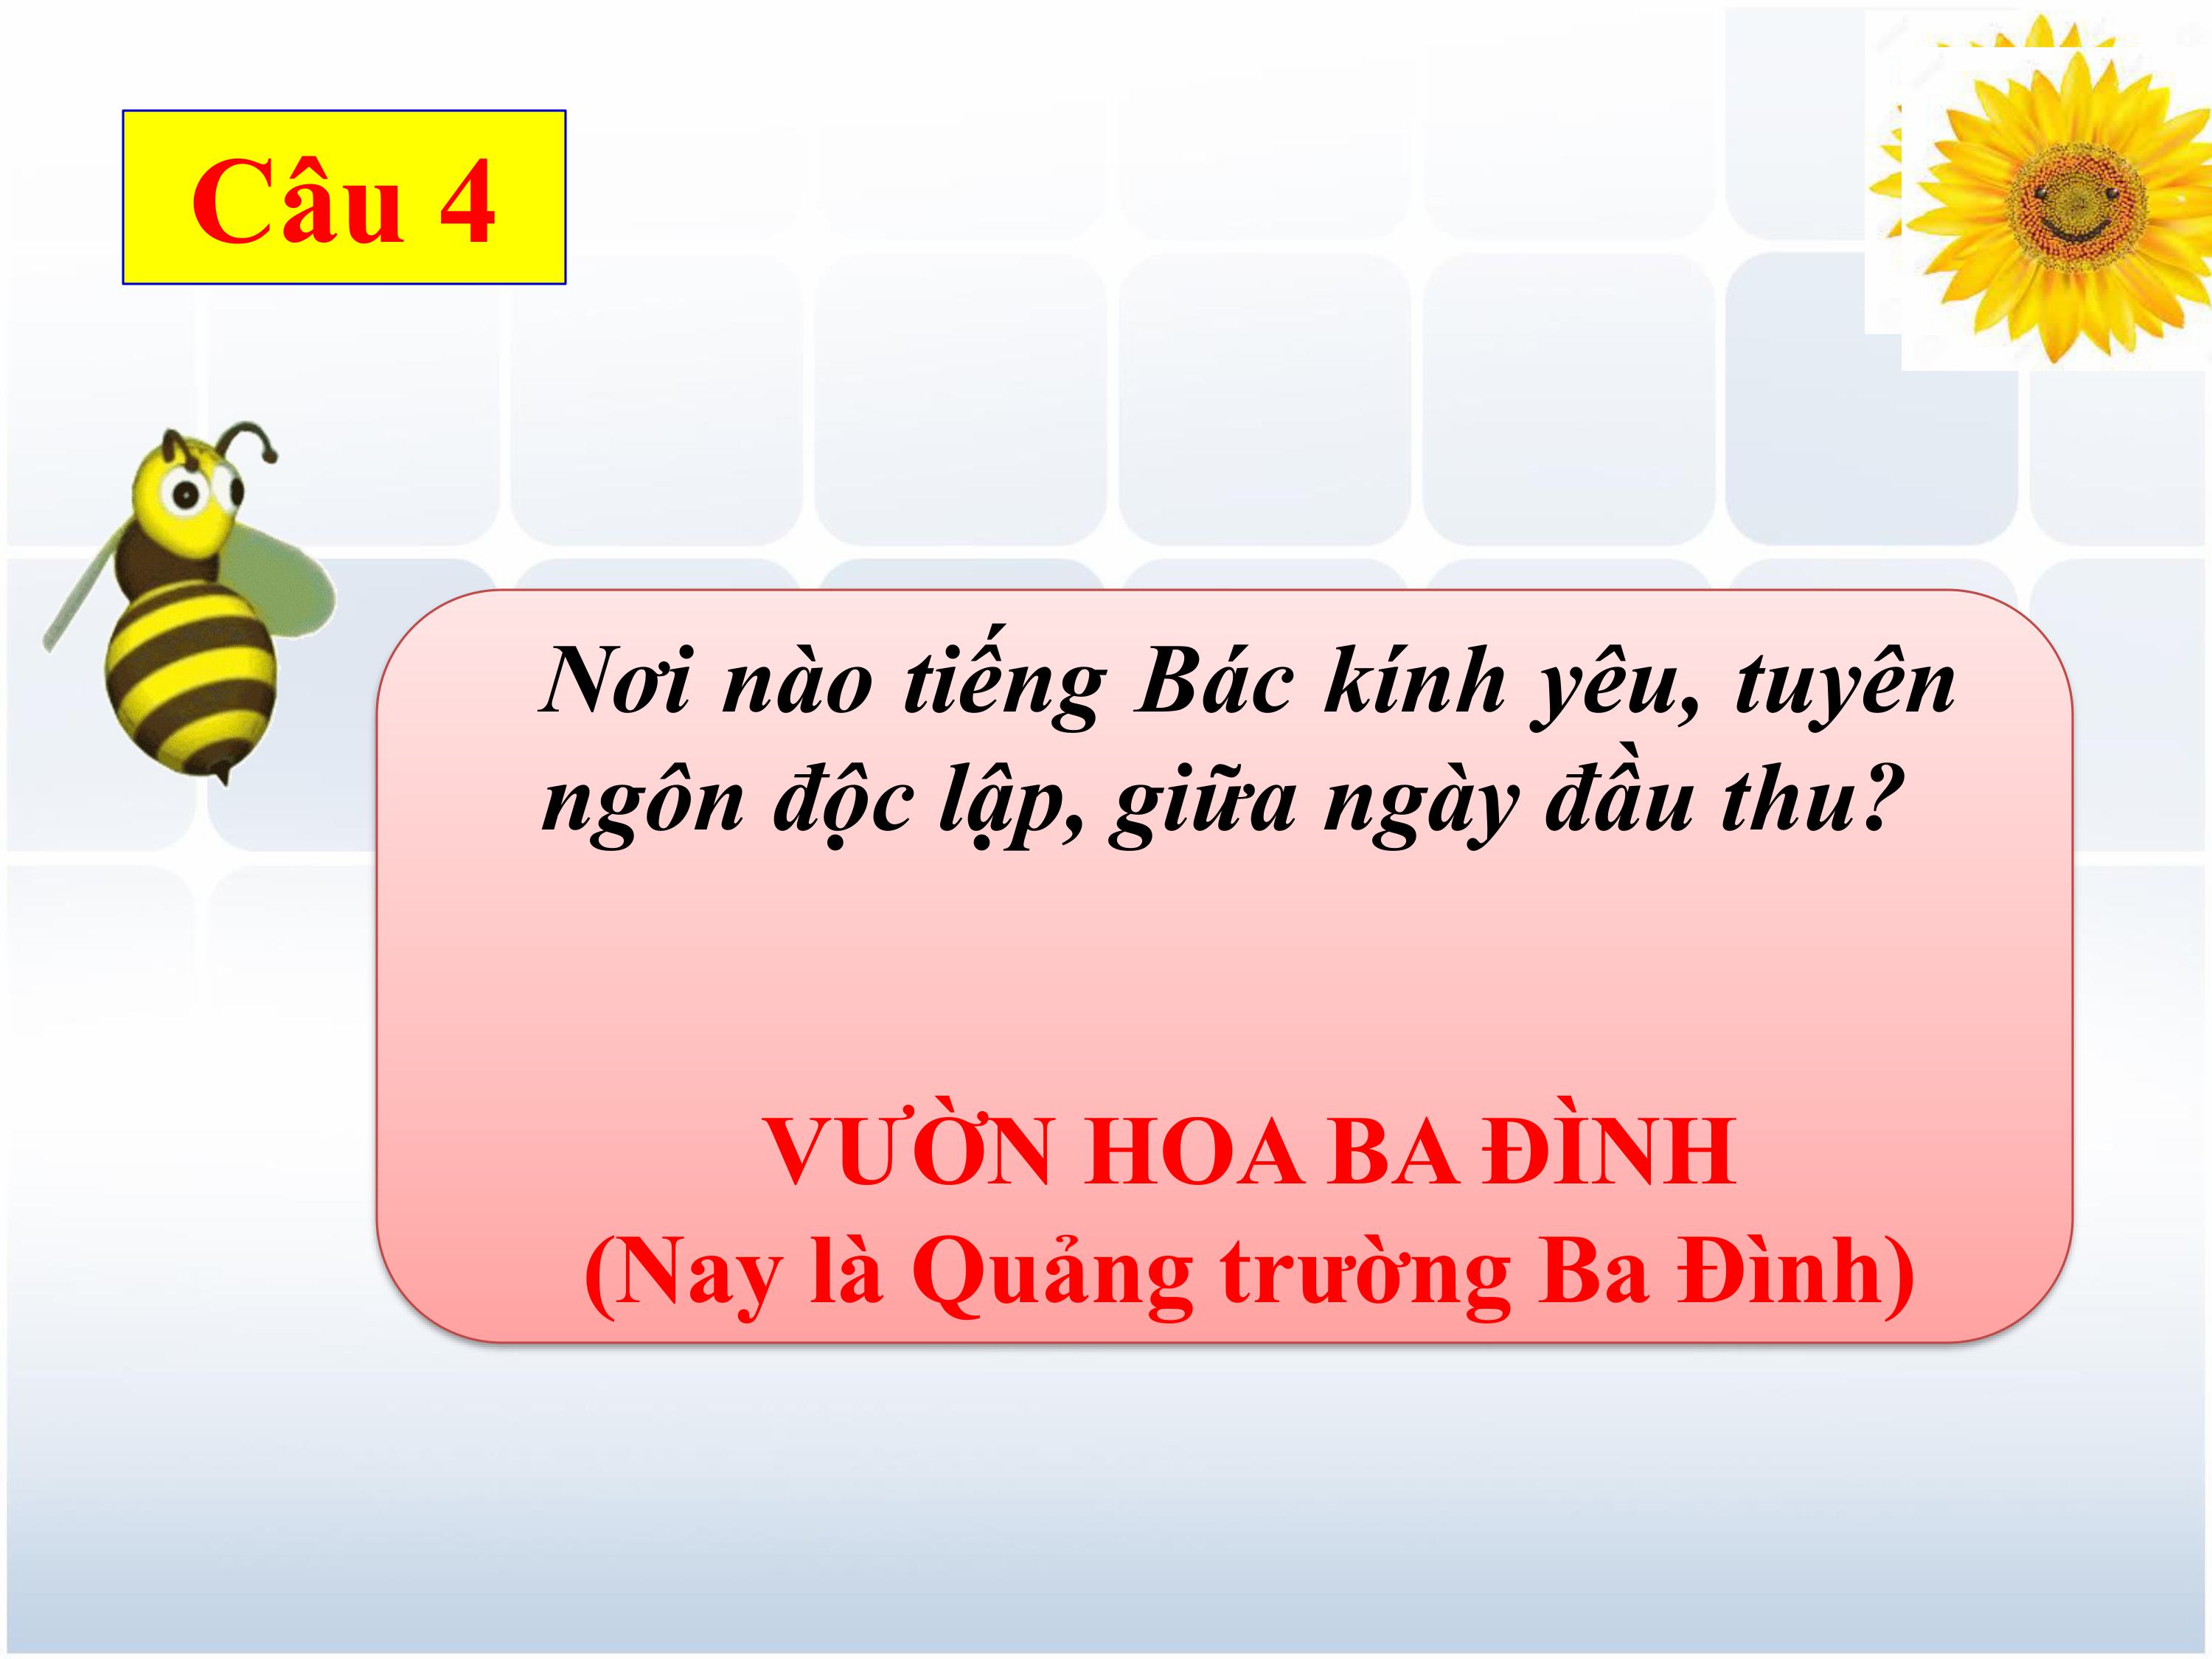 Câu 4
Nơi nào tiếng Bác kính yêu, tuyên
ngôn độc lập, giữa ngày đầu thu?
VƯỜN HOA BA ĐÌNH
(Nay là Quảng trường Ba Đình)